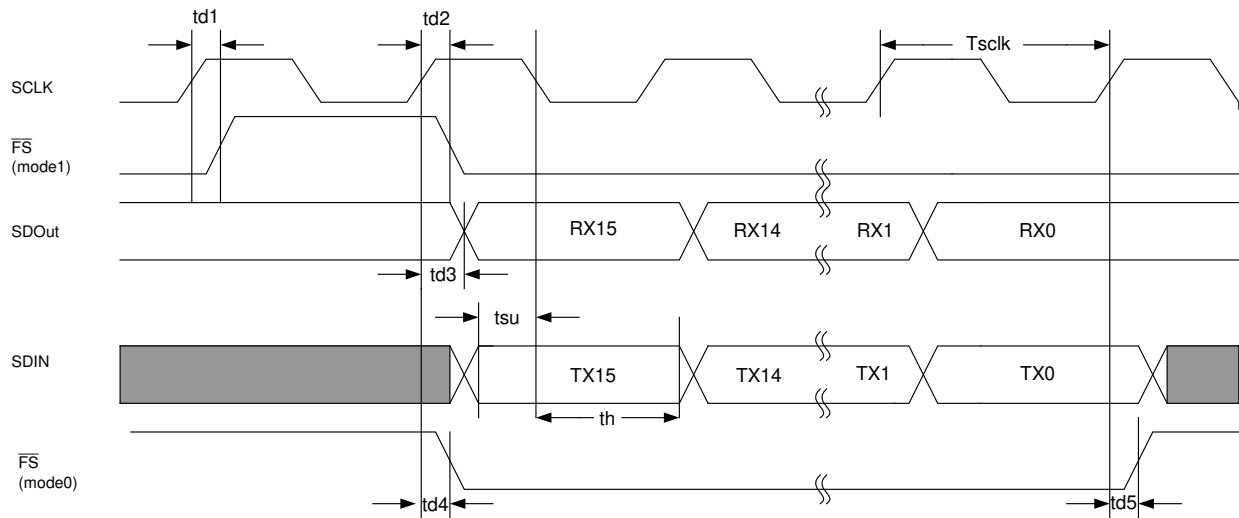 td1
td2
Tsclk
SCLK
FS
(mode1)
SDOut
RX15
RX14
RX1
RX0
td3
tsu
SDIN
TX15
TX14
TX1
TX0
th
FS
(mode0)
td4
td5